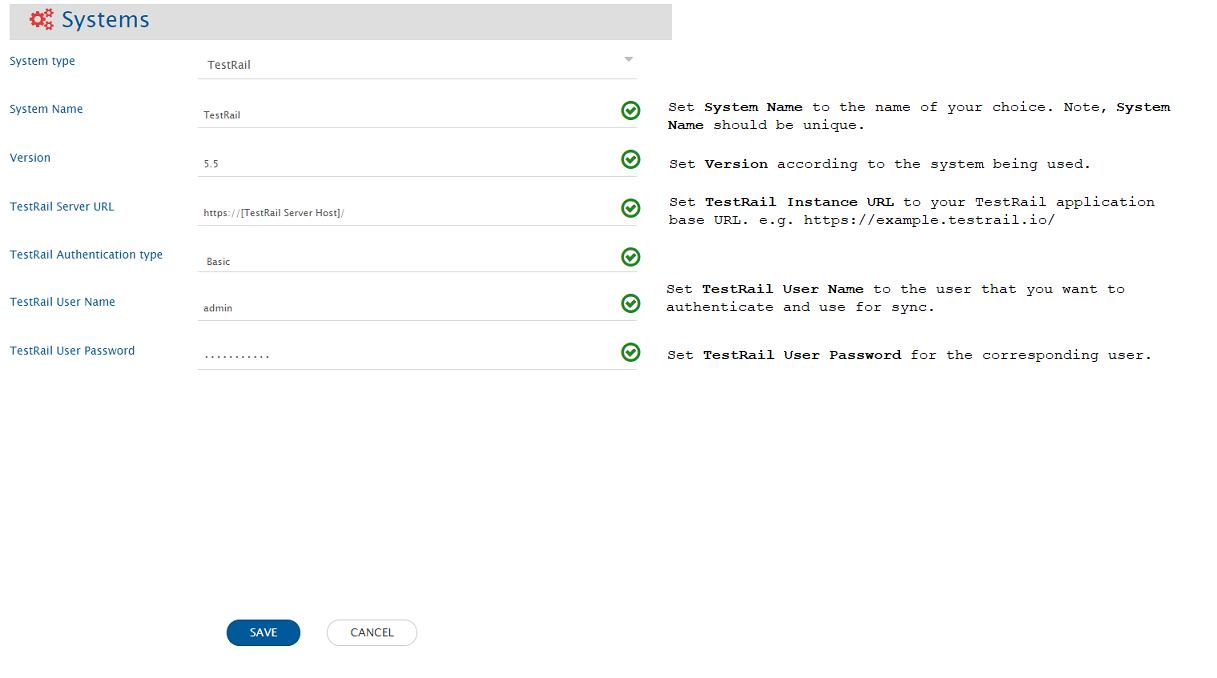 Systems
System type
TestRail
System Name
TestRail
Set System Name to the name of your choice. Note, System
Name should be unique.
Version
5.5
Set Version according to the system being used.
TestRail Server URL
https://[TestRail Server Host]/
Set TestRail Instance URL to your TestRail application
base URL. e.g. https://example.testrail.io/
TestRail Authentication type
Basic
TestRail User Name
admin
Set TestRail User Name to the user that you want to
authenticate and use for sync.
TestRail User Password
...........
Set TestRail User Password for the corresponding user.
SAVE
CANCEL